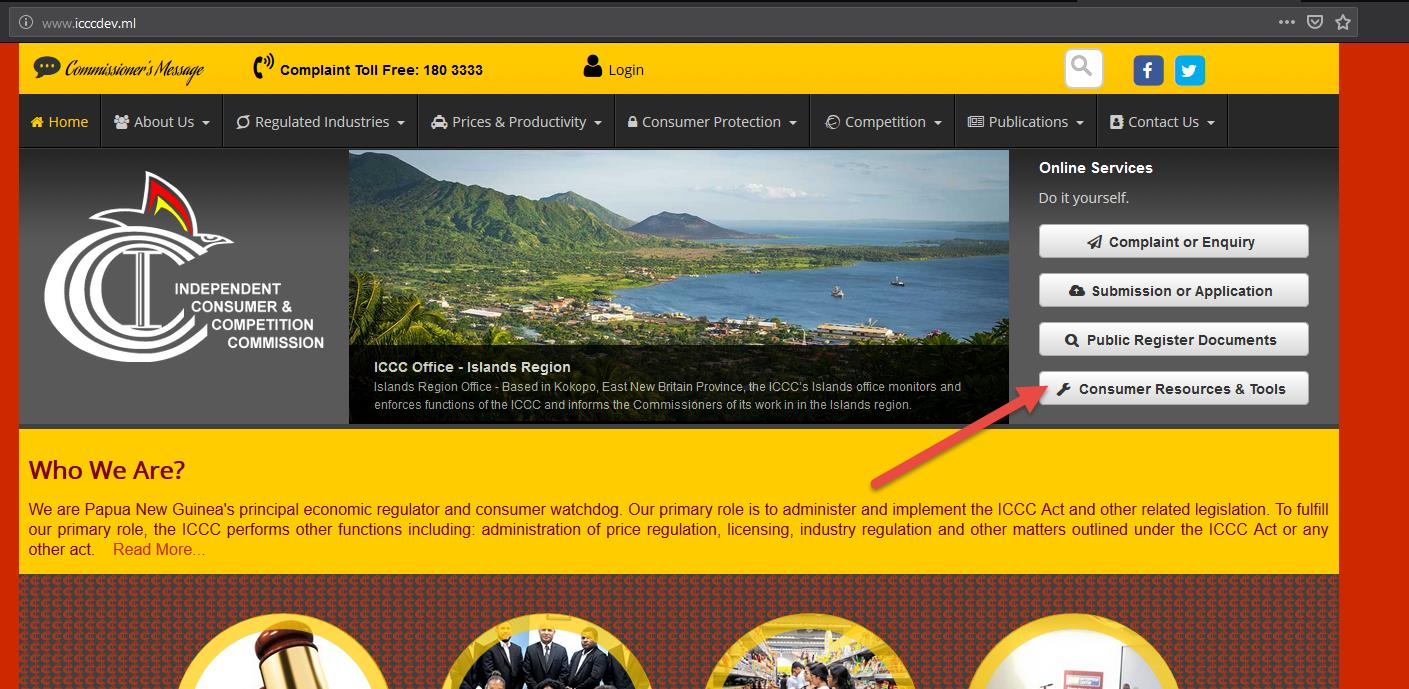 www.icccdev.ml
Commissioner's Message
Complaint Toll Free: 180 3333
Login
Home
About Us
Regulated Industries
Prices & Productivity
Consumer Protection
Competition
Publications
Contact Us
INDEPENDENT
CONSUMER &
COMPETITION
COMMISSION
ICCC Office - Islands Region
Islands Region Office - Based in Kokopo, East New Britain Province, the ICCC's Islands office monitors and
enforces functions of the ICCC and informs the Commissioners of its work in in the Islands region.
Online Services
Do it yourself.
Complaint or Enquiry
Submission or Application
Public Register Documents
Consumer Resources & Tools
Who We Are?
We are Papua New Guinea's principal economic regulator and consumer watchdog. Our primary role is to administer and implement the ICCC Act and other related legislation. To fulfill
our primary role, the ICCC performs other functions including: administration of price regulation, licensing, industry regulation and other matters outlined under the ICCC Act or any
other act. Read More...